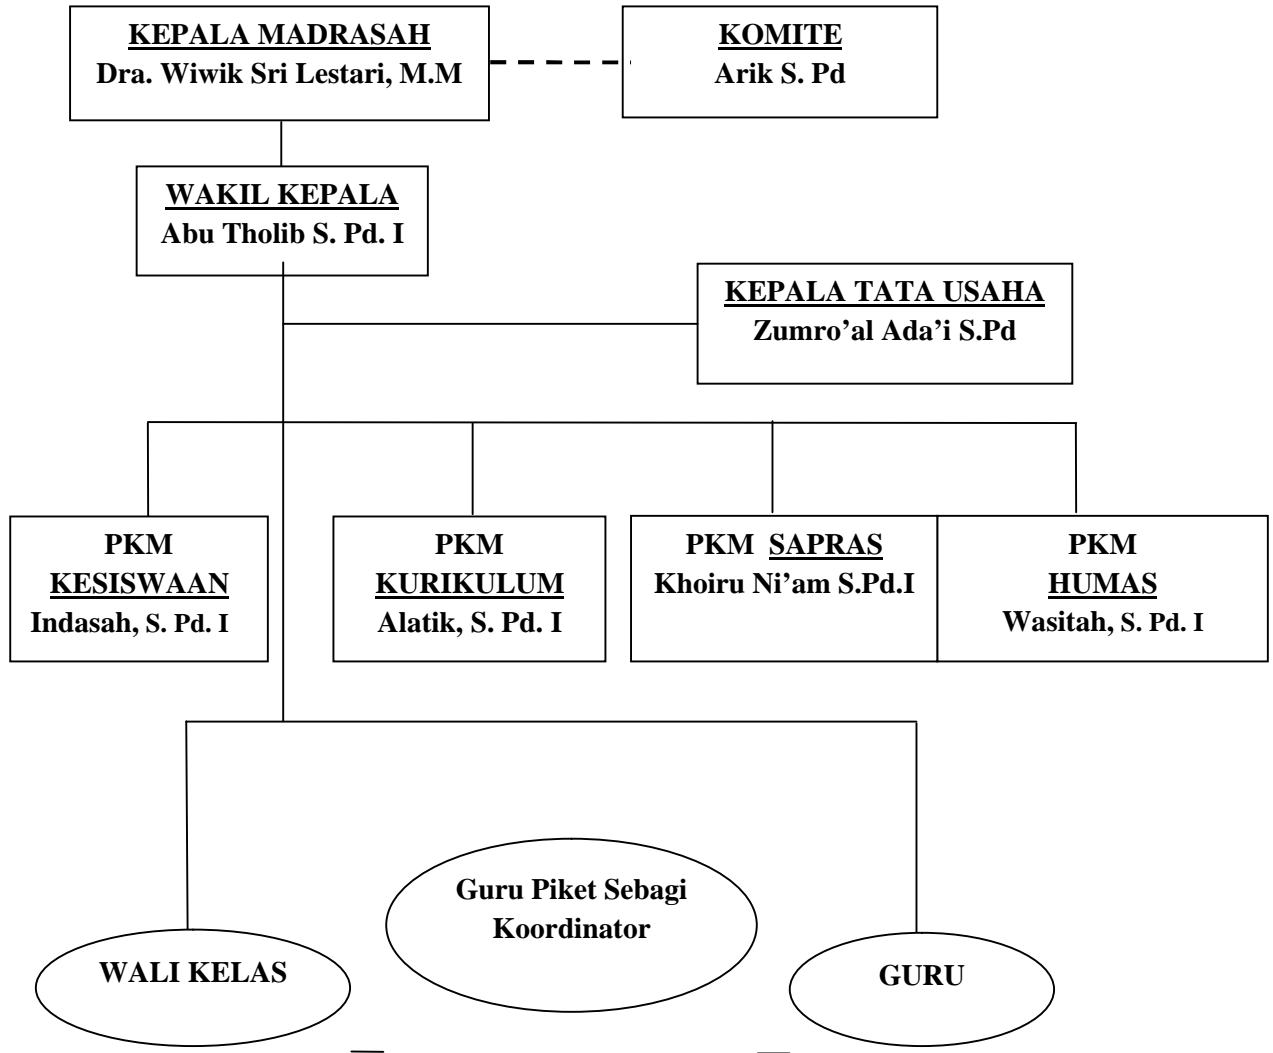 KEPALA MADRASAH
Dra. Wiwik Sri Lestari, M.M
KOMITE
Arik S. Pd
WAKIL KEPALA
Abu Tholib S. Pd. I
KEPALA TATA USAHA
Zumro’al Ada’i S.Pd
PKM
KESISWAAN
Indasah, S. Pd. I
PKM
KURIKULUM
Alatik, S. Pd. I
PKM SAPRAS
Khoiru Ni’am S.Pd.I
PKM
HUMAS
Wasitah, S. Pd. I
Guru Piket Sebagi
Koordinator
WALI KELAS
GURU